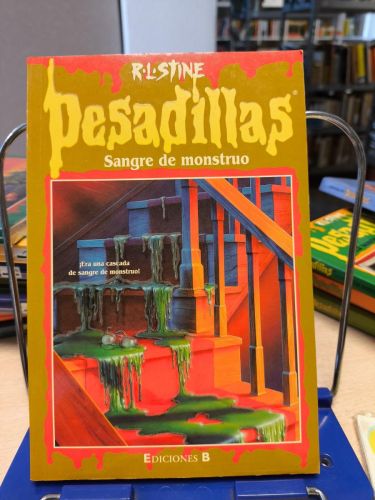 R.L.STINE
Pesadillas®
Sangre de monstruo
¡Era una cascada
de sangre de monstruo!
EDICIONES B